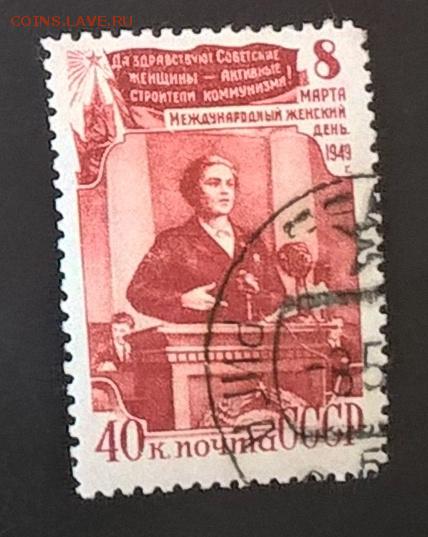 COINS.LAVE.RU
Да здравствуют Советские
женщины — активные
строители коммунизма!
8
МАРТА
Международный женский
день.
1949
г.
40 к. почта СССР
РИГА